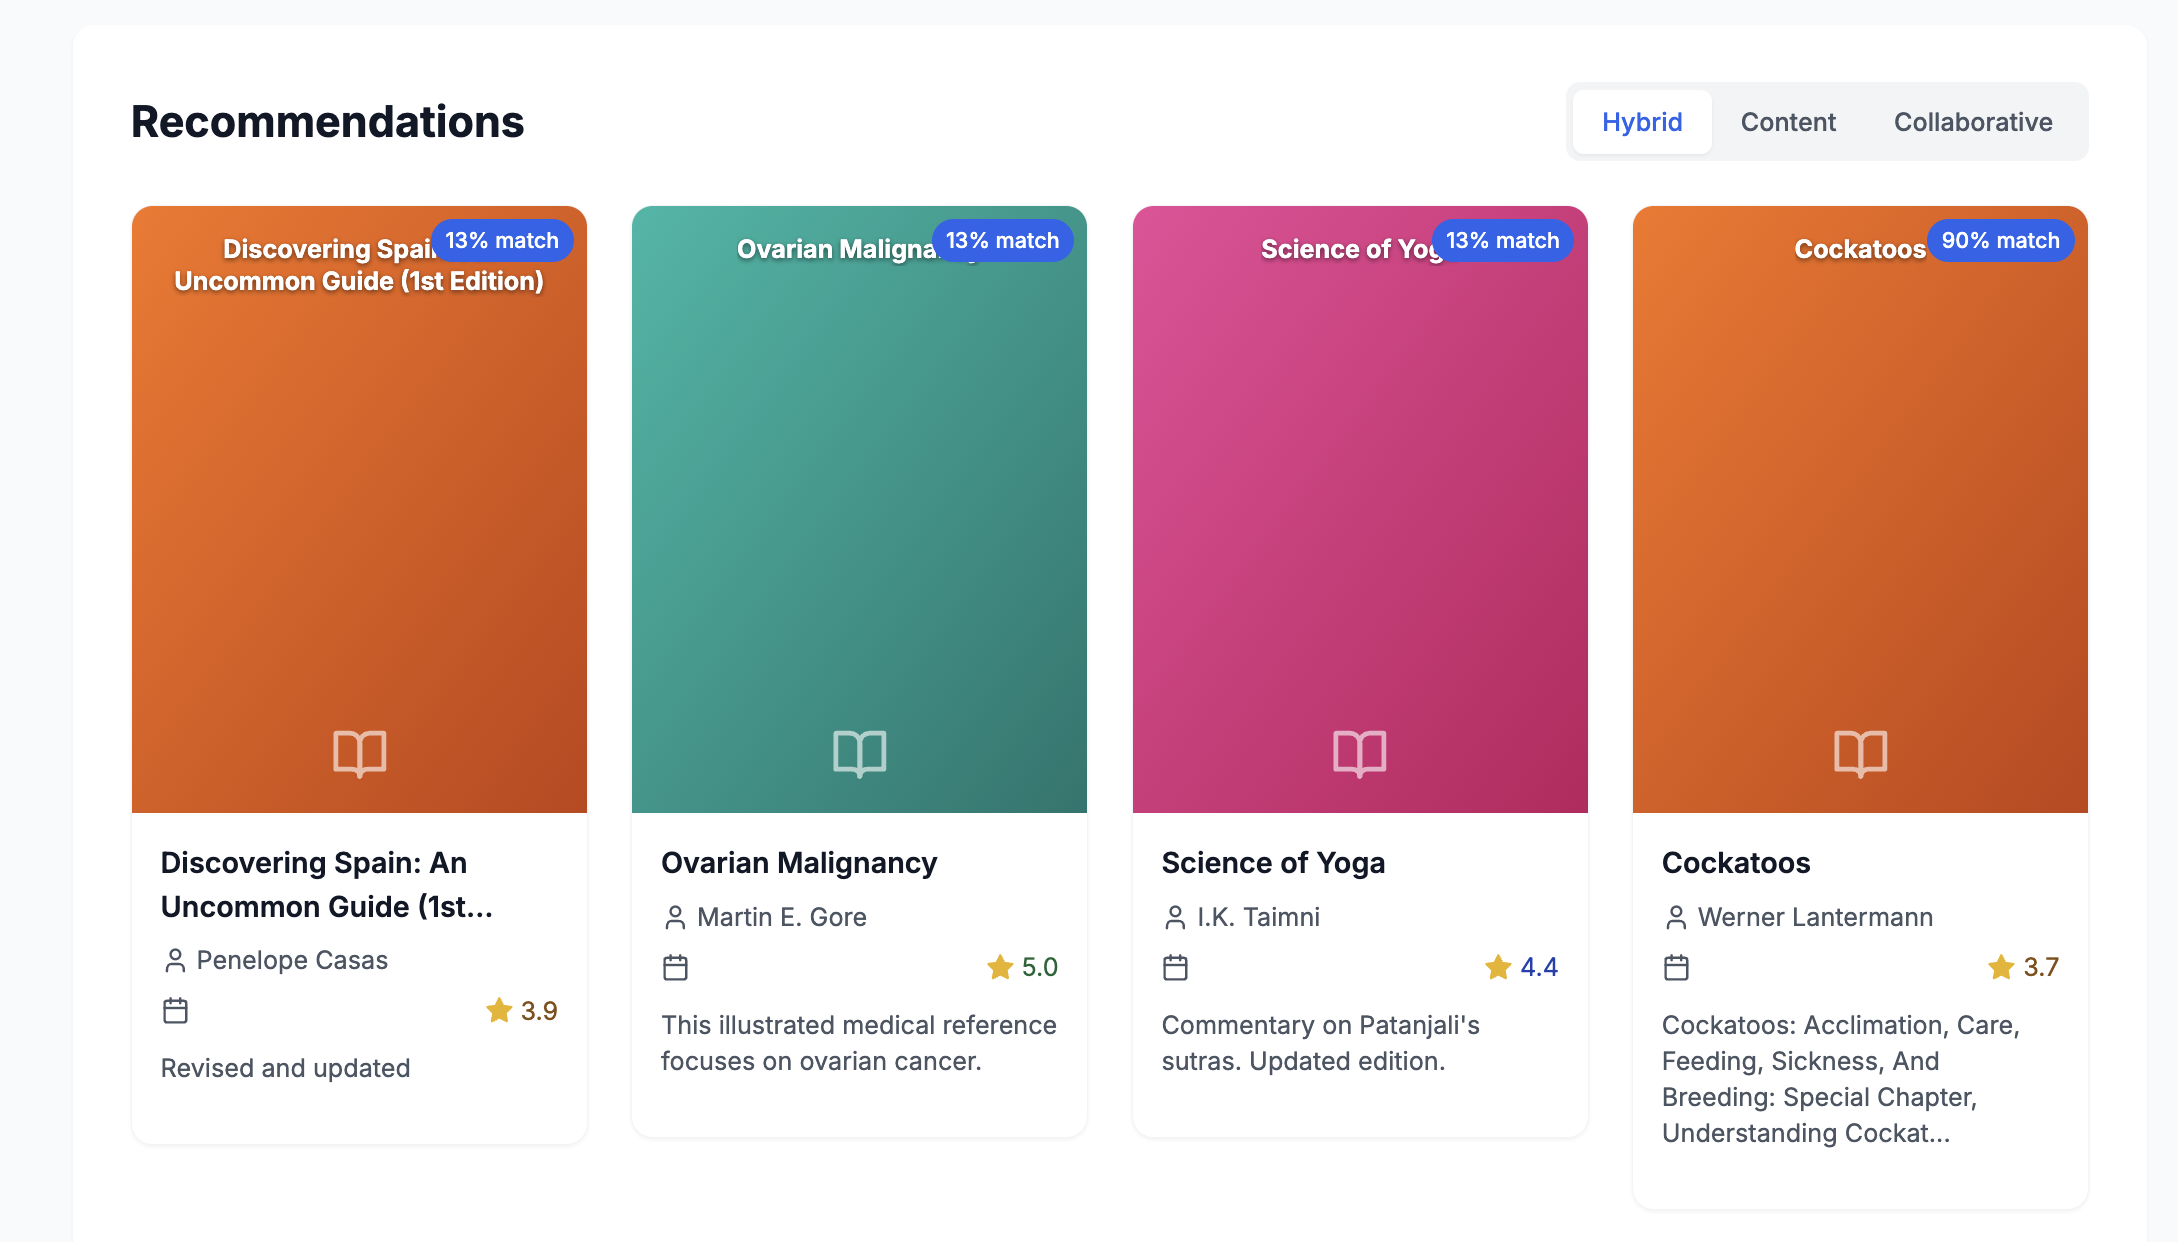 Recommendations
Hybrid
Content
Collaborative
Discovering Spai
13% match
Uncommon Guide (1st Edition)
Ovarian Maligna
13% match
Science of Yog
13% match
Cockatoos
90% match
Discovering Spain: An
Uncommon Guide (1st...
Penelope Casas
3.9
Revised and updated
Ovarian Malignancy
Martin E. Gore
5.0
This illustrated medical reference
focuses on ovarian cancer.
Science of Yoga
I.K. Taimni
4.4
Commentary on Patanjali's
sutras. Updated edition.
Cockatoos
Werner Lantermann
3.7
Cockatoos: Acclimation, Care,
Feeding, Sickness, And
Breeding: Special Chapter,
Understanding Cockat...